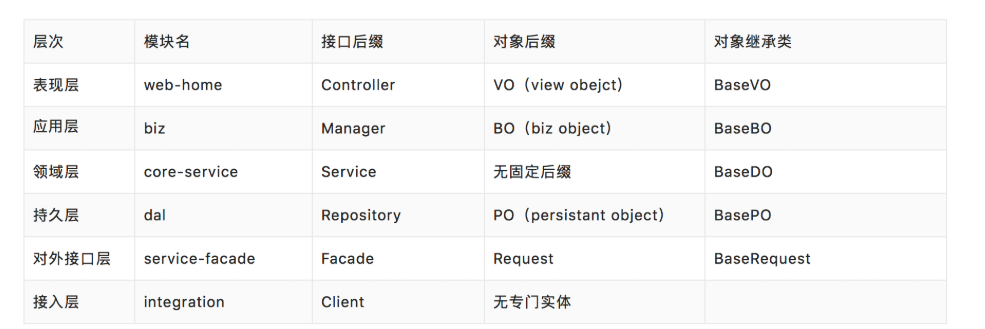 层次 模块名 接口后缀 对象后缀 对象继承类
表现层 web-home Controller VO（view obejct） BaseVO
应用层 biz Manager BO（biz object） BaseBO
领域层 core-service Service 无固定后缀 BaseDO
持久层 dal Repository PO（persistant object） BasePO
对外接口层 service-facade Facade Request BaseRequest
接入层 integration Client 无专门实体